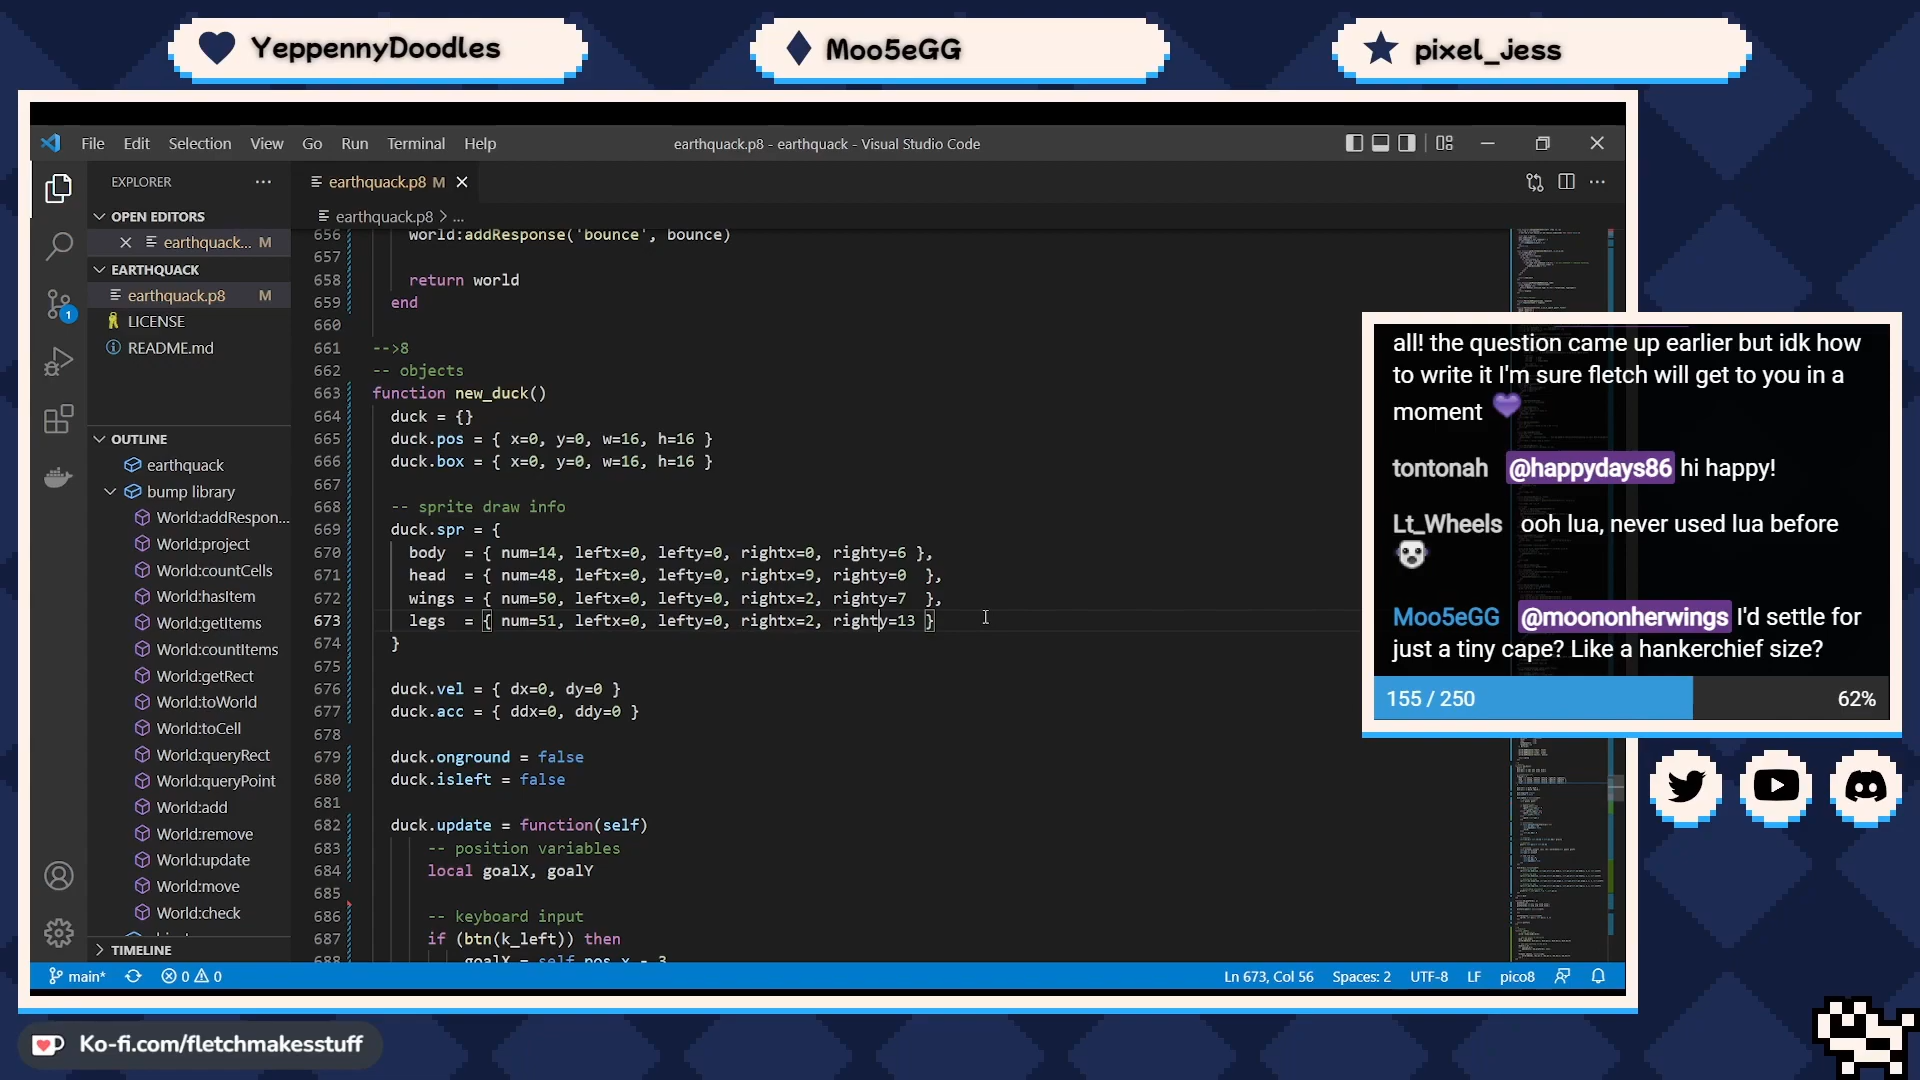 YeppennyDoodles
Moo5eGG
pixel_jess
File Edit Selection View Go Run Terminal Help
earthquack.p8 - earthquack - Visual Studio Code
EXPLORER
OPEN EDITORS
earthquack... M
EARTHQUACK
earthquack.p8 M
LICENSE
README.md
OUTLINE
earthquack
bump library
World:addRespon...
World:project
World:countCells
World:hasItem
World:getItems
World:countItems
World:getRect
World:toWorld
World:toCell
World:queryRect
World:queryPoint
World:add
World:remove
World:update
World:move
World:check
TIMELINE
1
earthquack.p8 M
earthquack.p8 > ...
656 world:addResponse('bounce', bounce)
657
658 return world
659 end
660
661 -->8
662 -- objects
663 function new_duck()
664 duck = {}
665 duck.pos = { x=0, y=0, w=16, h=16 }
666 duck.box = { x=0, y=0, w=16, h=16 }
667
668 -- sprite draw info
669 duck.spr = {
670 body = { num=14, leftx=0, lefty=0, rightx=0, righty=6 },
671 head = { num=48, leftx=0, lefty=0, rightx=9, righty=0 },
672 wings = { num=50, leftx=0, lefty=0, rightx=2, righty=7 },
673 legs = { num=51, leftx=0, lefty=0, rightx=2, righty=13 }
674 }
675
676 duck.vel = { dx=0, dy=0 }
677 duck.acc = { ddx=0, ddy=0 }
678
679 duck.onground = false
680 duck.isleft = false
681
682 duck.update = function(self)
683 -- position variables
684 local goalX, goalY
685
686 -- keyboard input
687 if (btn(k_left)) then
688 goalX = self.pos.x - 3
main* 0 0
Ln 673, Col 56 Spaces: 2 UTF-8 LF pico8
all! the question came up earlier but idk how
to write it I'm sure fletch will get to you in a
moment
tontonah @happydays86 hi happy!
Lt_Wheels ooh lua, never used lua before
Moo5eGG @moononherwings I'd settle for
just a tiny cape? Like a hankerchief size?
155 / 250 62%
Ko-fi.com/fletchmakesstuff